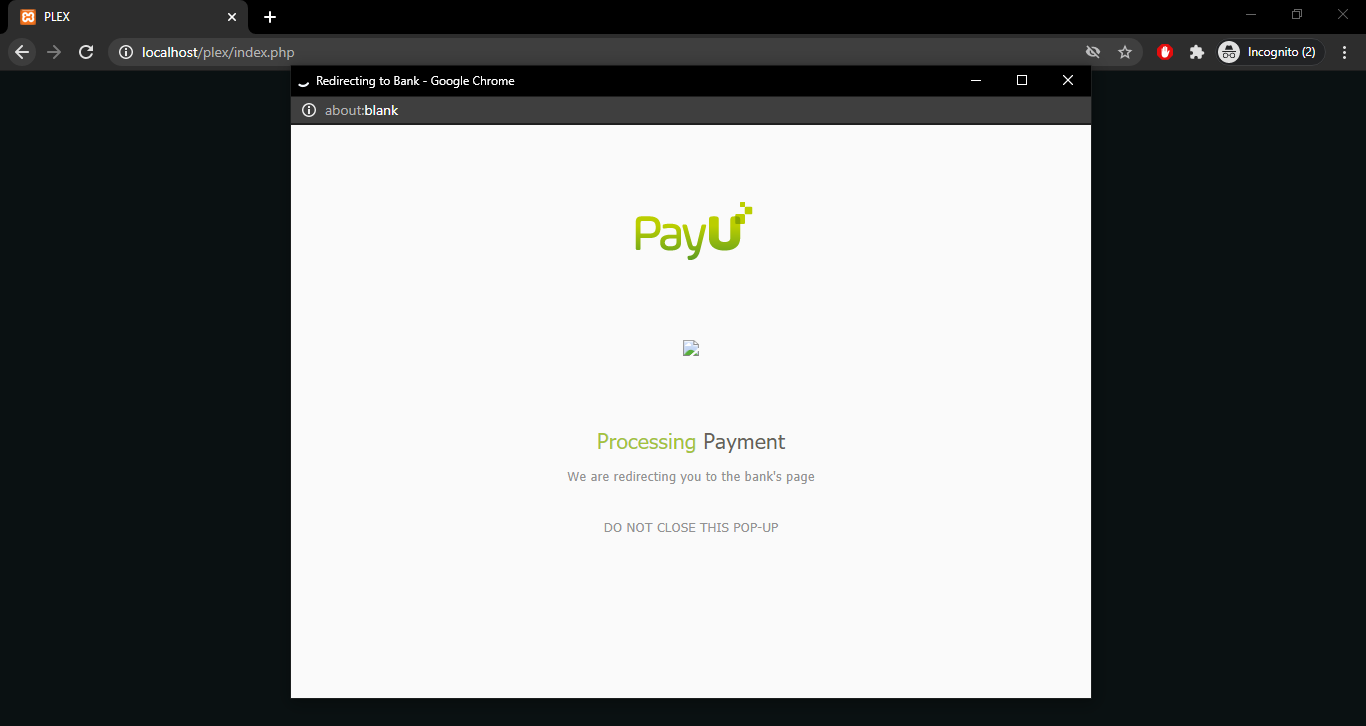 PLEX
localhost/plex/index.php
Incognito (2)
Redirecting to Bank - Google Chrome
about:blank
PayU
Processing Payment
We are redirecting you to the bank's page
DO NOT CLOSE THIS POP-UP